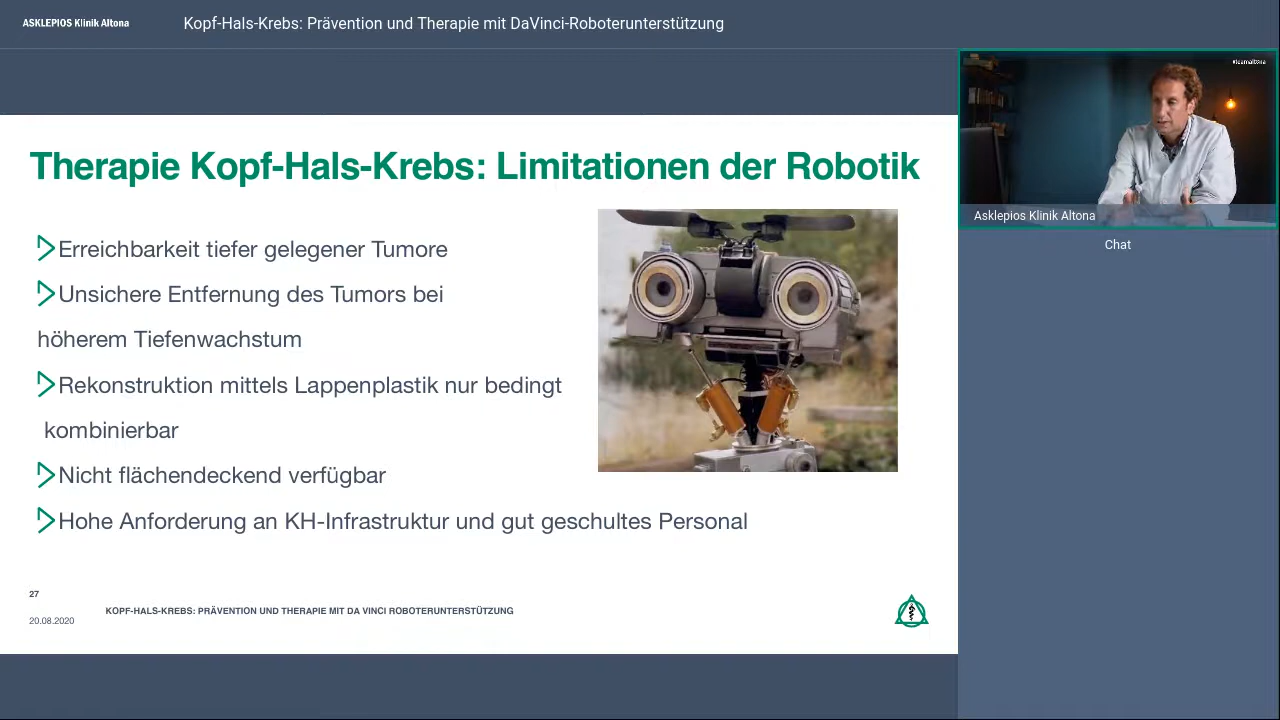 ASKLEPIOS Klinik Altona
Kopf-Hals-Krebs: Prävention und Therapie mit DaVinci-Roboterunterstützung
#teamaltona
Asklepios Klinik Altona
Chat
Therapie Kopf-Hals-Krebs: Limitationen der Robotik
Erreichbarkeit tiefer gelegener Tumore
Unsichere Entfernung des Tumors bei
höherem Tiefenwachstum
Rekonstruktion mittels Lappenplastik nur bedingt
kombinierbar
Nicht flächendeckend verfügbar
Hohe Anforderung an KH-Infrastruktur und gut geschultes Personal
27
KOPF-HALS-KREBS: PRÄVENTION UND THERAPIE MIT DA VINCI ROBOTERUNTERSTÜTZUNG
20.08.2020